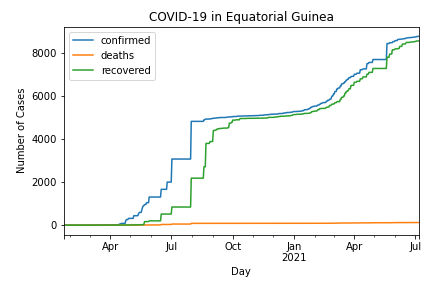 COVID-19 in Equatorial Guinea
confirmed
deaths
recovered
Number of Cases
8000
6000
4000
2000
0
Apr
Jul
Oct
Jan
2021
Apr
Jul
Day